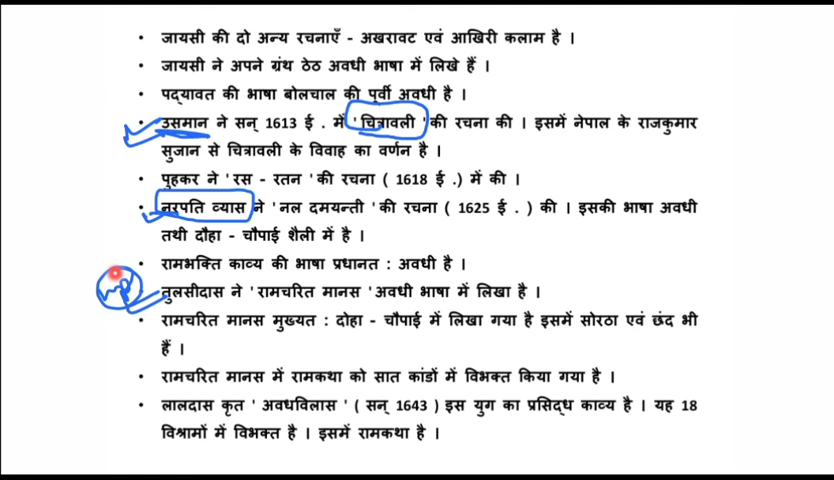 • जायसी की दो अन्य रचनाएँ - अखरावट एवं आखिरी कलाम है ।
• जायसी ने अपने ग्रंथ ठेठ अवधी भाषा में लिखे हैं ।
• पद्यावत की भाषा बोलचाल की पूर्वी अवधी है ।
• उसमान ने सन् 1613 ई . में ' चित्रावली ' की रचना की । इसमें नेपाल के राजकुमार
सुजान से चित्रावली के विवाह का वर्णन है ।
• पुहकर ने ' रस - रतन ' की रचना ( 1618 ई .) में की ।
• नरपति व्यास ने ' नल दमयन्ती ' की रचना ( 1625 ई . ) की । इसकी भाषा अवधी
तथी दौहा - चौपाई शैली में है ।
• रामभक्ति काव्य की भाषा प्रधानत : अवधी है ।
• तुलसीदास ने ' रामचरित मानस ' अवधी भाषा में लिखा है ।
• रामचरित मानस मुख्यत : दोहा - चौपाई में लिखा गया है इसमें सोरठा एवं छंद भी
हैं ।
• रामचरित मानस में रामकथा को सात कांडों में विभक्त किया गया है ।
• लालदास कृत ' अवधविलास ' ( सन् 1643 ) इस युग का प्रसिद्ध काव्य है । यह 18
विश्रामों में विभक्त है । इसमें रामकथा है ।